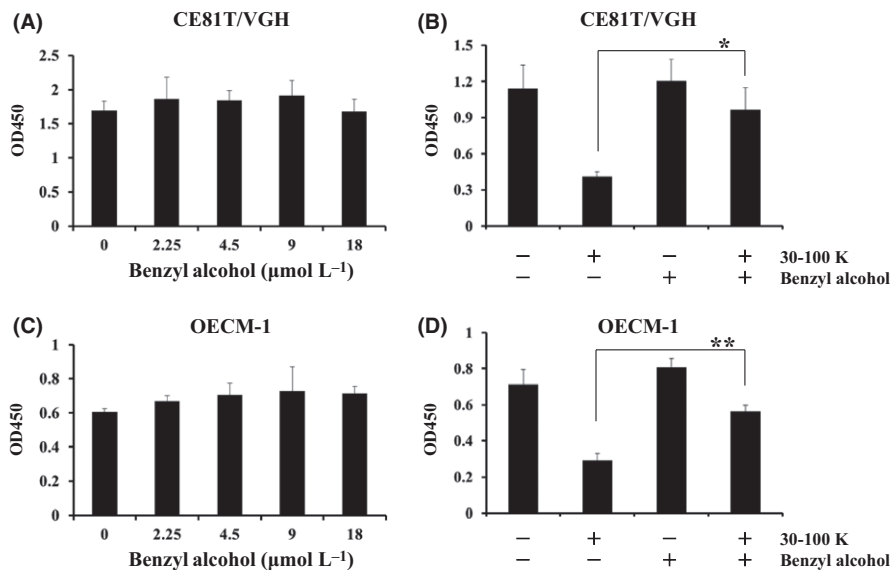 (A)
CE81T/VGH
2.5
2
1.5
1
0.5
0
OD450
0 2.25 4.5 9 18
Benzyl alcohol (µmol L⁻¹)
(B)
CE81T/VGH
1.5
1.2
0.9
0.6
0.3
0
OD450
*
− + − + 30-100 K
− − + + Benzyl alcohol
(C)
OECM-1
1
0.8
0.6
0.4
0.2
0
OD450
0 2.25 4.5 9 18
Benzyl alcohol (µmol L⁻¹)
(D)
OECM-1
1
0.8
0.6
0.4
0.2
0
OD450
**
− + − + 30-100 K
− − + + Benzyl alcohol